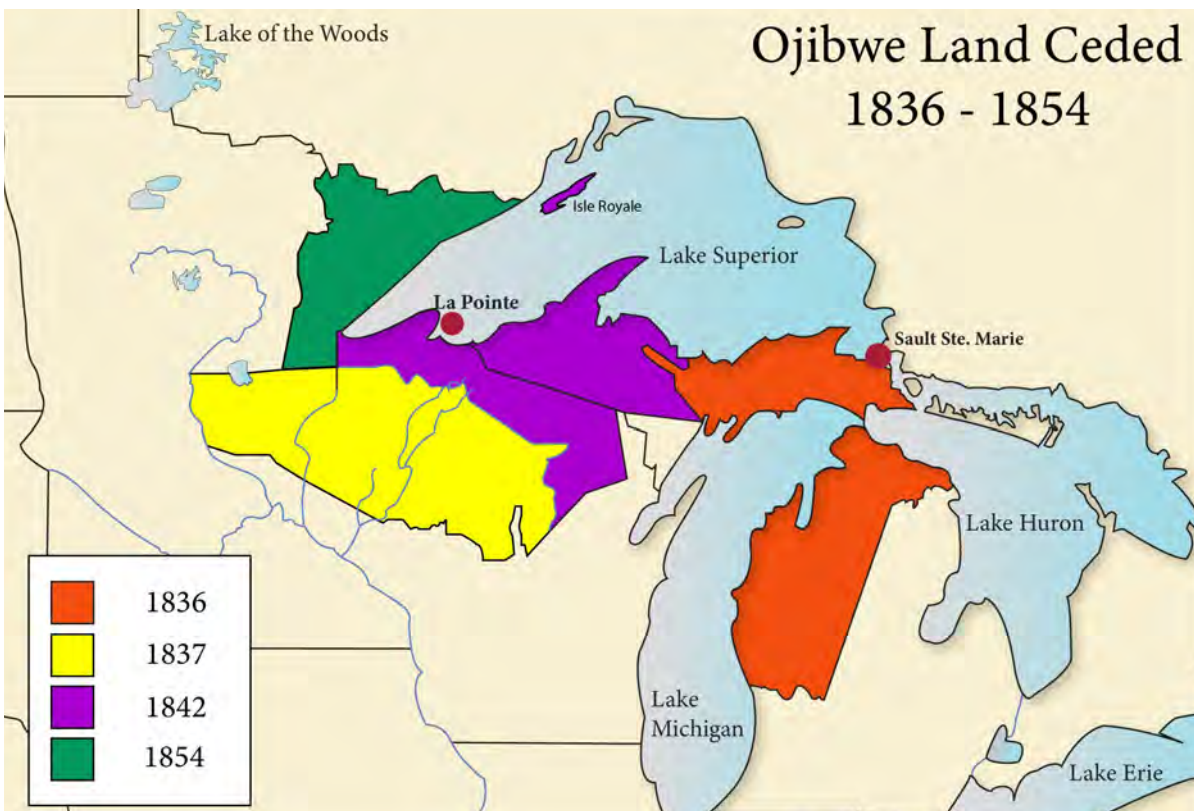 Lake of the Woods
Ojibwe Land Ceded
1836 - 1854
Isle Royale
Lake Superior
La Pointe
Sault Ste. Marie
Lake Huron
1836
1837
1842
1854
Lake
Michigan
Lake Erie